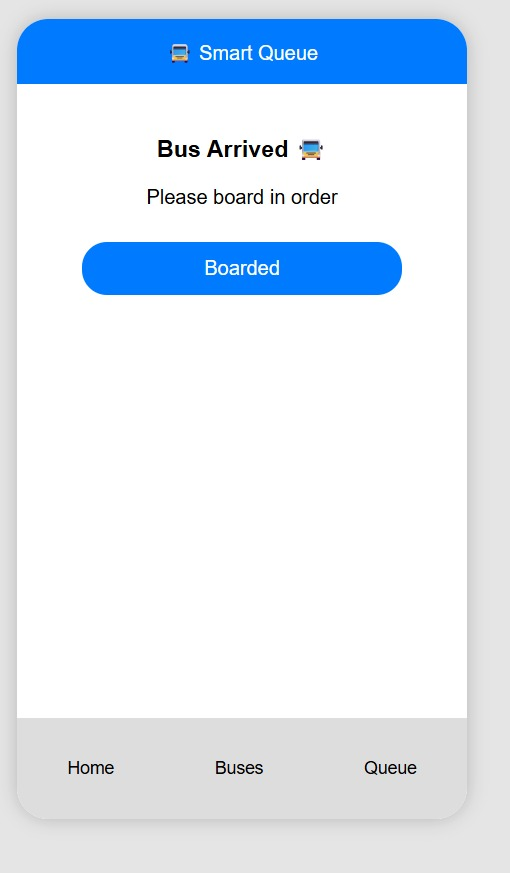 🚍 Smart Queue
Bus Arrived 🚍
Please board in order
Boarded
Home Buses Queue